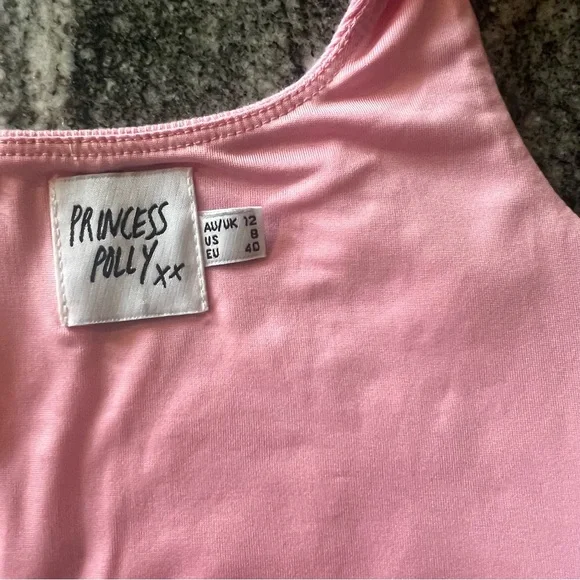 PRINCESS
POLLY xx
AU/UK 12
US 8
EU 40